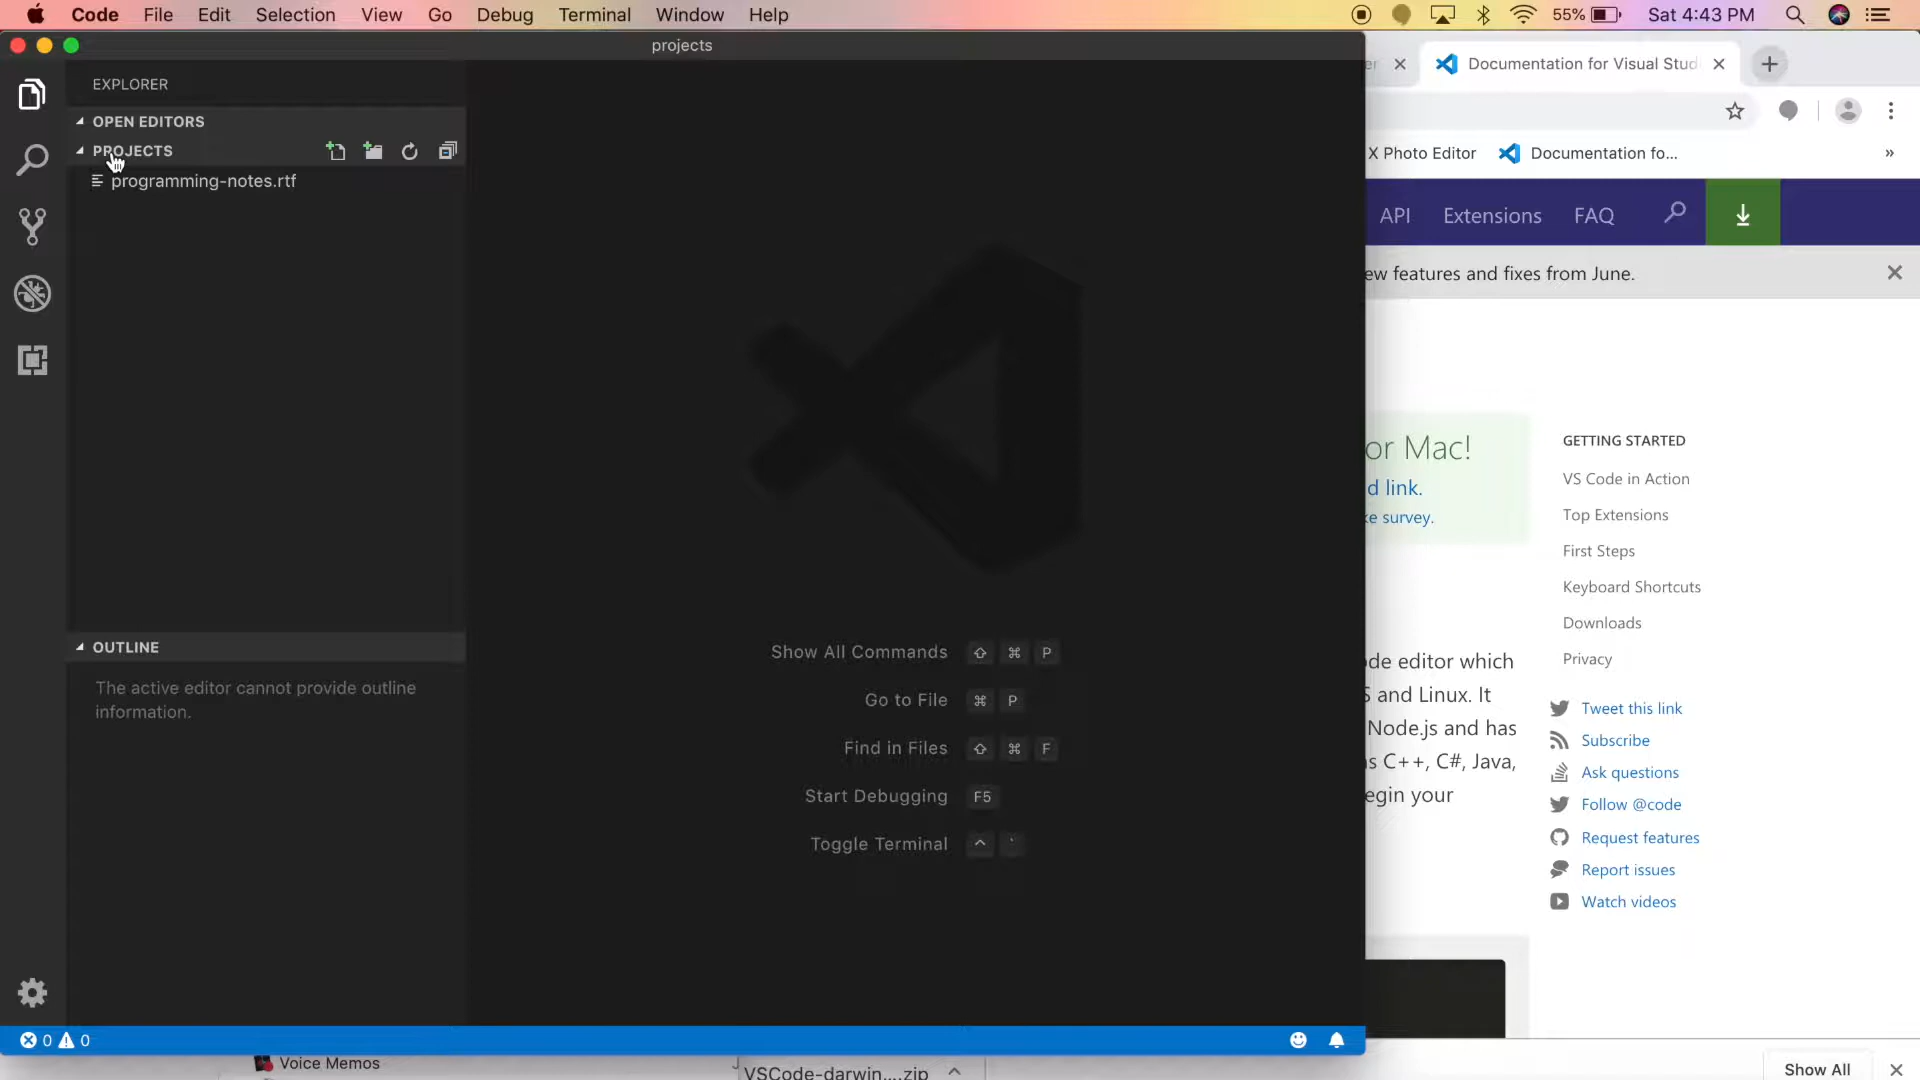 Code File Edit Selection View Go Debug Terminal Window Help 55% Sat 4:43 PM
projects
Documentation for Visual Stud
EXPLORER
OPEN EDITORS
PROJECTS
programming-notes.rtf
X Photo Editor Documentation fo... »
API Extensions FAQ
ew features and fixes from June.
or Mac!
d link.
ke survey.
GETTING STARTED
VS Code in Action
Top Extensions
First Steps
Keyboard Shortcuts
Downloads
Privacy
OUTLINE
The active editor cannot provide outline
information.
Show All Commands ⇧ ⌘ P
Go to File ⌘ P
Find in Files ⇧ ⌘ F
Start Debugging F5
Toggle Terminal ^ `
de editor which
S and Linux. It
Node.js and has
s C++, C#, Java,
egin your
Tweet this link
Subscribe
Ask questions
Follow @code
Request features
Report issues
Watch videos
0 0
Voice Memos
VSCode-darwin....zip
Show All